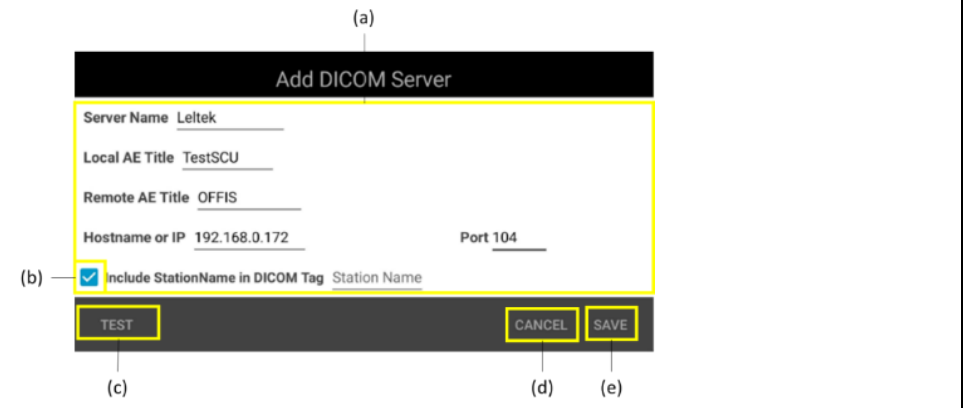 (a)
Add DICOM Server
Server Name Leltek
Local AE Title TestSCU
Remote AE Title OFFIS
Hostname or IP 192.168.0.172 Port 104
(b) Include StationName in DICOM Tag Station Name
TEST CANCEL SAVE
(c) (d) (e)